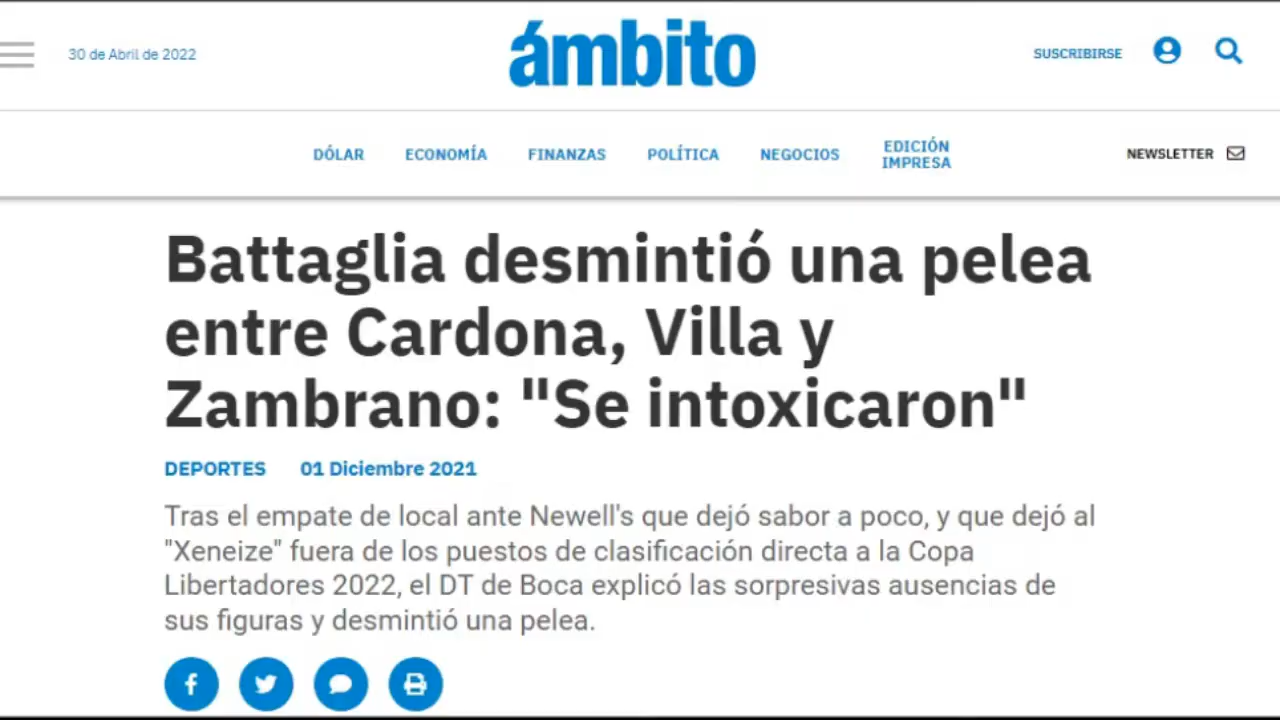 30 de Abril de 2022
ámbito
SUSCRIBIRSE
DÓLAR
ECONOMÍA
FINANZAS
POLÍTICA
NEGOCIOS
EDICIÓN
IMPRESA
NEWSLETTER
Battaglia desmintió una pelea
entre Cardona, Villa y
Zambrano: "Se intoxicaron"
DEPORTES 01 Diciembre 2021
Tras el empate de local ante Newell's que dejó sabor a poco, y que dejó al
"Xeneize" fuera de los puestos de clasificación directa a la Copa
Libertadores 2022, el DT de Boca explicó las sorpresivas ausencias de
sus figuras y desmintió una pelea.